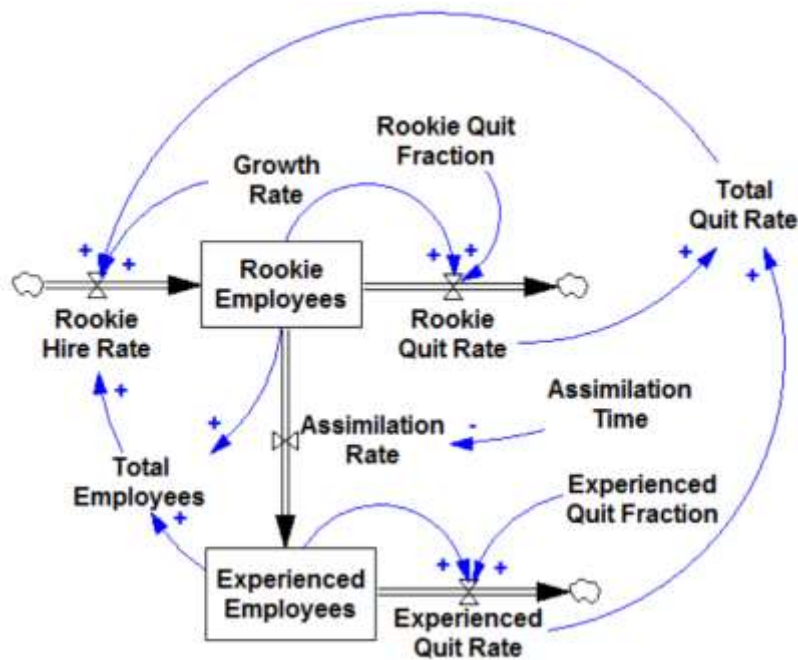 Rookie Quit
Fraction
Growth
Rate
Total
Quit Rate
+
+
+
+
+
+
Rookie
Employees
Rookie
Hire Rate
Rookie
Quit Rate
+
+
-
Assimilation
Time
Assimilation
Rate
Total
Employees
+
Experienced
Quit Fraction
+
+
Experienced
Employees
Experienced
Quit Rate